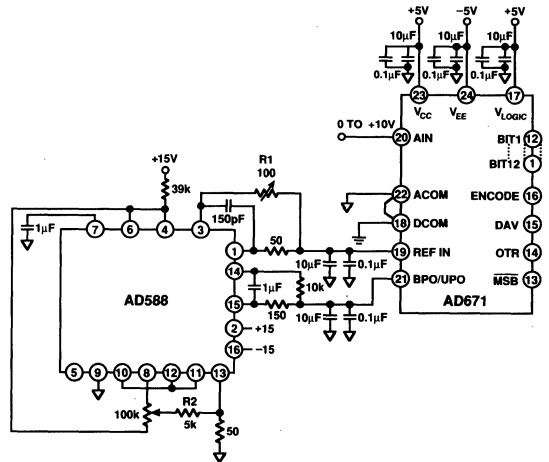 +5V
−5V
+5V
10µF
10µF
10µF
0.1µF
0.1µF
0.1µF
23
24
17
VCC
VEE
VLOGIC
0 TO +10V
20
AIN
BIT1
12
BIT12
1
+15V
39k
R1
100
150pF
22
ACOM
ENCODE
16
18
DCOM
DAV
15
1µF
7
6
4
3
1
50
19
REF IN
OTR
14
10µF
0.1µF
21
BPO/UPO
MSB
13
AD671
14
1µF
10k
AD588
15
150
10µF
0.1µF
2
+15
16
−15
5
9
10
8
12
11
13
100k
R2
5k
50